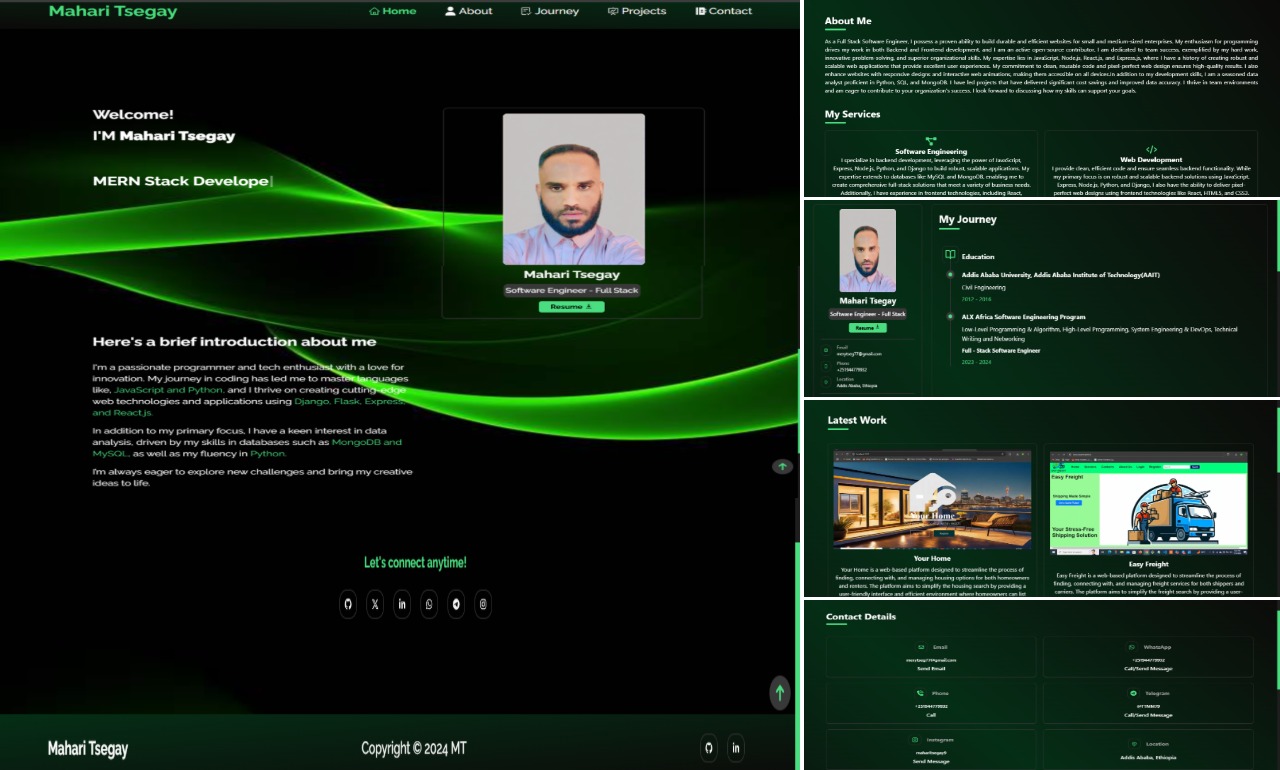 Mahari Tsegay
Home
About
Journey
Projects
Contact
Welcome!
I'M Mahari Tsegay
MERN Stack Develope
Mahari Tsegay
Software Engineer - Full Stack
Resume
Here's a brief introduction about me
I'm a passionate programmer and tech enthusiast with a love for
innovation. My journey in coding has led me to master languages
like, JavaScript and Python, and I thrive on creating cutting-edge
web technologies and applications using Django, Flask, Express,
and React.js.
In addition to my primary focus, I have a keen interest in data
analysis, driven by my skills in databases such as MongoDB and
MySQL, as well as my fluency in Python.
I'm always eager to explore new challenges and bring my creative
ideas to life.
Let's connect anytime!
Mahari Tsegay
Copyright © 2024 MT
About Me
As a Full Stack Software Engineer, I possess a proven ability to build durable and efficient websites for small and medium-sized enterprises. My enthusiasm for programming
drives my work in both Backend and Frontend development, and I am an active open-source contributor. I am dedicated to team success, exemplified by my hard work,
innovative problem-solving, and superior organizational skills. My expertise lies in JavaScript, Node.js, React.js, and Express.js, where I have a history of creating robust and
scalable web applications that provide excellent user experiences. My commitment to clean, reusable code and pixel-perfect web design ensures high-quality results. I also
enhance websites with responsive designs and interactive web animations, making them accessible on all devices.In addition to my development skills, I am a seasoned data
analyst proficient in Python, SQL, and MongoDB. I have led projects that have delivered significant cost savings and improved data accuracy. I thrive in team environments
and am eager to contribute to your organization's success. I look forward to discussing how my skills can support your goals.
My Services
Software Engineering
I specialize in backend development, leveraging the power of JavaScript,
Express, Node.js, Python, and Django to build robust, scalable solutions. My
expertise extends to databases like MySQL and MongoDB, enabling me to
create comprehensive full-stack solutions that meet a variety of business needs.
Additionally, I have experience in frontend technologies, including React,
Web Development
I provide clean, efficient code and ensure seamless backend functionality. While
my primary focus is on robust and scalable backend solutions using JavaScript,
Express, Node.js, Python, and Django, I also have the ability to deliver pixel-
perfect web designs using frontend technologies like React, HTML5, and CSS3.
Mahari Tsegay
Software Engineer - Full Stack
Resume
Email
Phone
Location
Addis Ababa, Ethiopia
My Journey
Education
Addis Ababa University, Addis Ababa Institute of Technology(AAIT)
Civil Engineering
ALX Africa Software Engineering Program
Low-Level Programming & Algorithm, High-Level Programming, System Engineering & DevOps, Technical
Writing and Networking
Full - Stack Software Engineer
2023 - 2024
Latest Work
Your Home
Your Home
Your Home is a web-based platform designed to streamline the process of
finding, connecting with, and managing housing options for both homeowners
and renters. The platform aims to simplify the housing search by providing a
user-friendly interface and efficient environment where homeowners can list
Easy Freight
Shipping Made Simple
Your Stress-Free
Shipping Solution
Easy Freight
Easy Freight is a web-based platform designed to streamline the process of
finding, connecting with, and managing freight services for both shippers and
carriers. The platform aims to simplify the freight search by providing a user-
Contact Details
Email
Send Email
WhatsApp
Call/Send Message
Phone
Call
Telegram
Call/Send Message
Instagram
Send Message
Location
Addis Ababa, Ethiopia